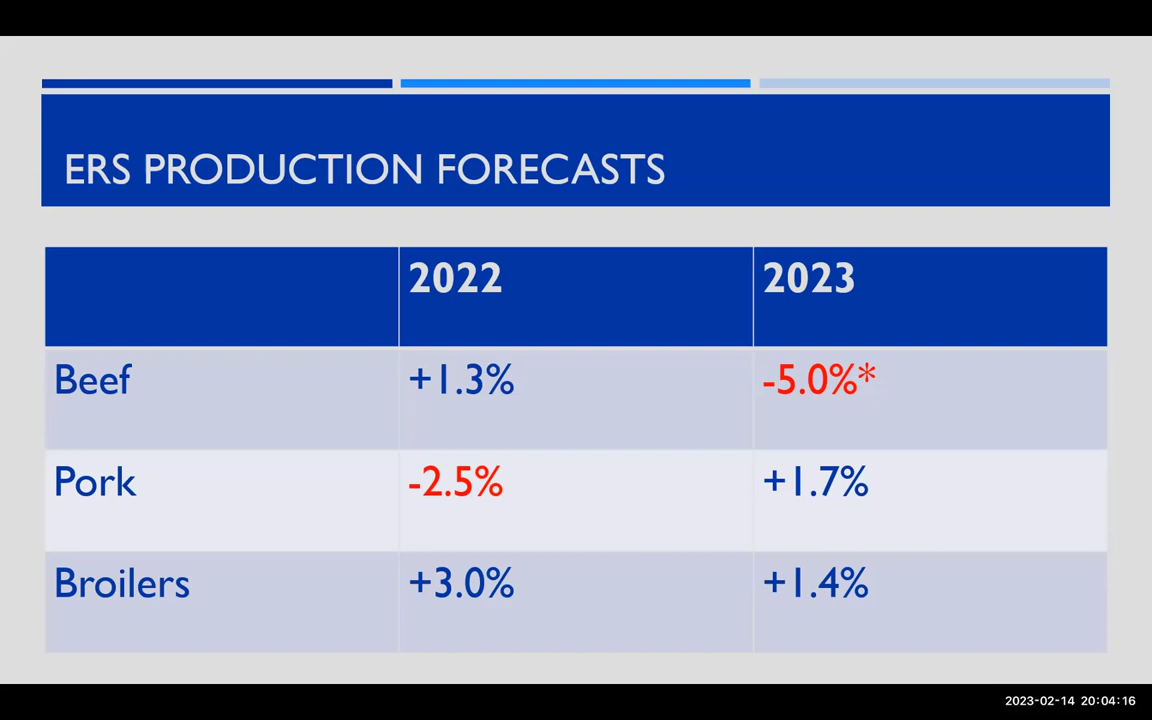 ERS PRODUCTION FORECASTS
2022 2023
Beef +1.3% -5.0%*
Pork -2.5% +1.7%
Broilers +3.0% +1.4%
2023-02-14 20:04:16